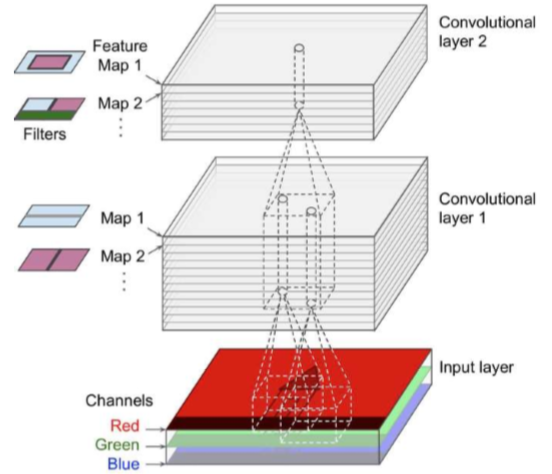 Convolutional
layer 2
Feature
Map 1
Map 2
Filters
Convolutional
layer 1
Map 1
Map 2
Input layer
Channels
Red
Green
Blue